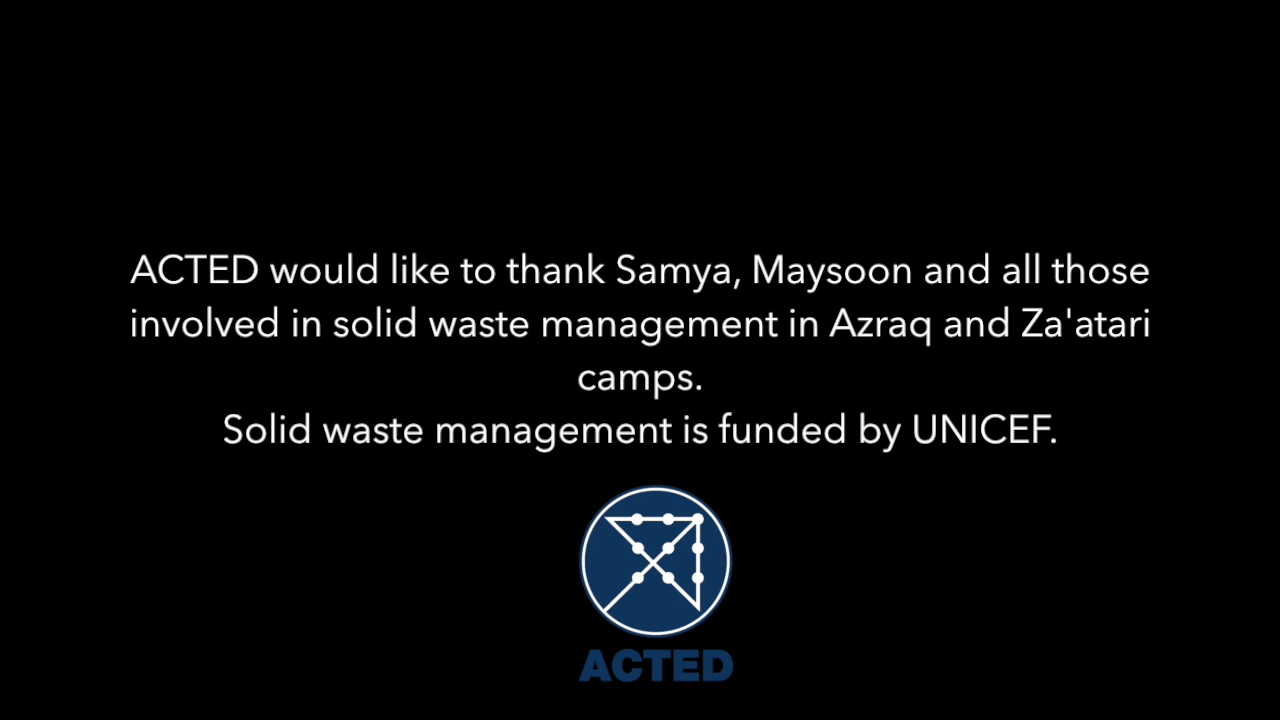 ACTED would like to thank Samya, Maysoon and all those
involved in solid waste management in Azraq and Za'atari
camps.
Solid waste management is funded by UNICEF.
ACTED